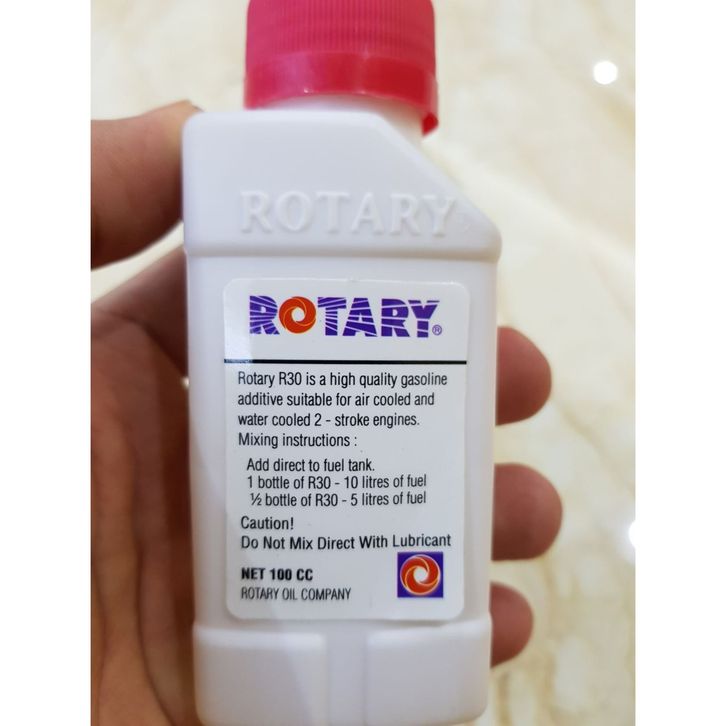 ROTARY
ROTARY®
Rotary R30 is a high quality gasoline
additive suitable for air cooled and
water cooled 2 - stroke engines.
Mixing instructions :
Add direct to fuel tank.
1 bottle of R30 - 10 litres of fuel
½ bottle of R30 - 5 litres of fuel
Caution!
Do Not Mix Direct With Lubricant
NET 100 CC
ROTARY OIL COMPANY